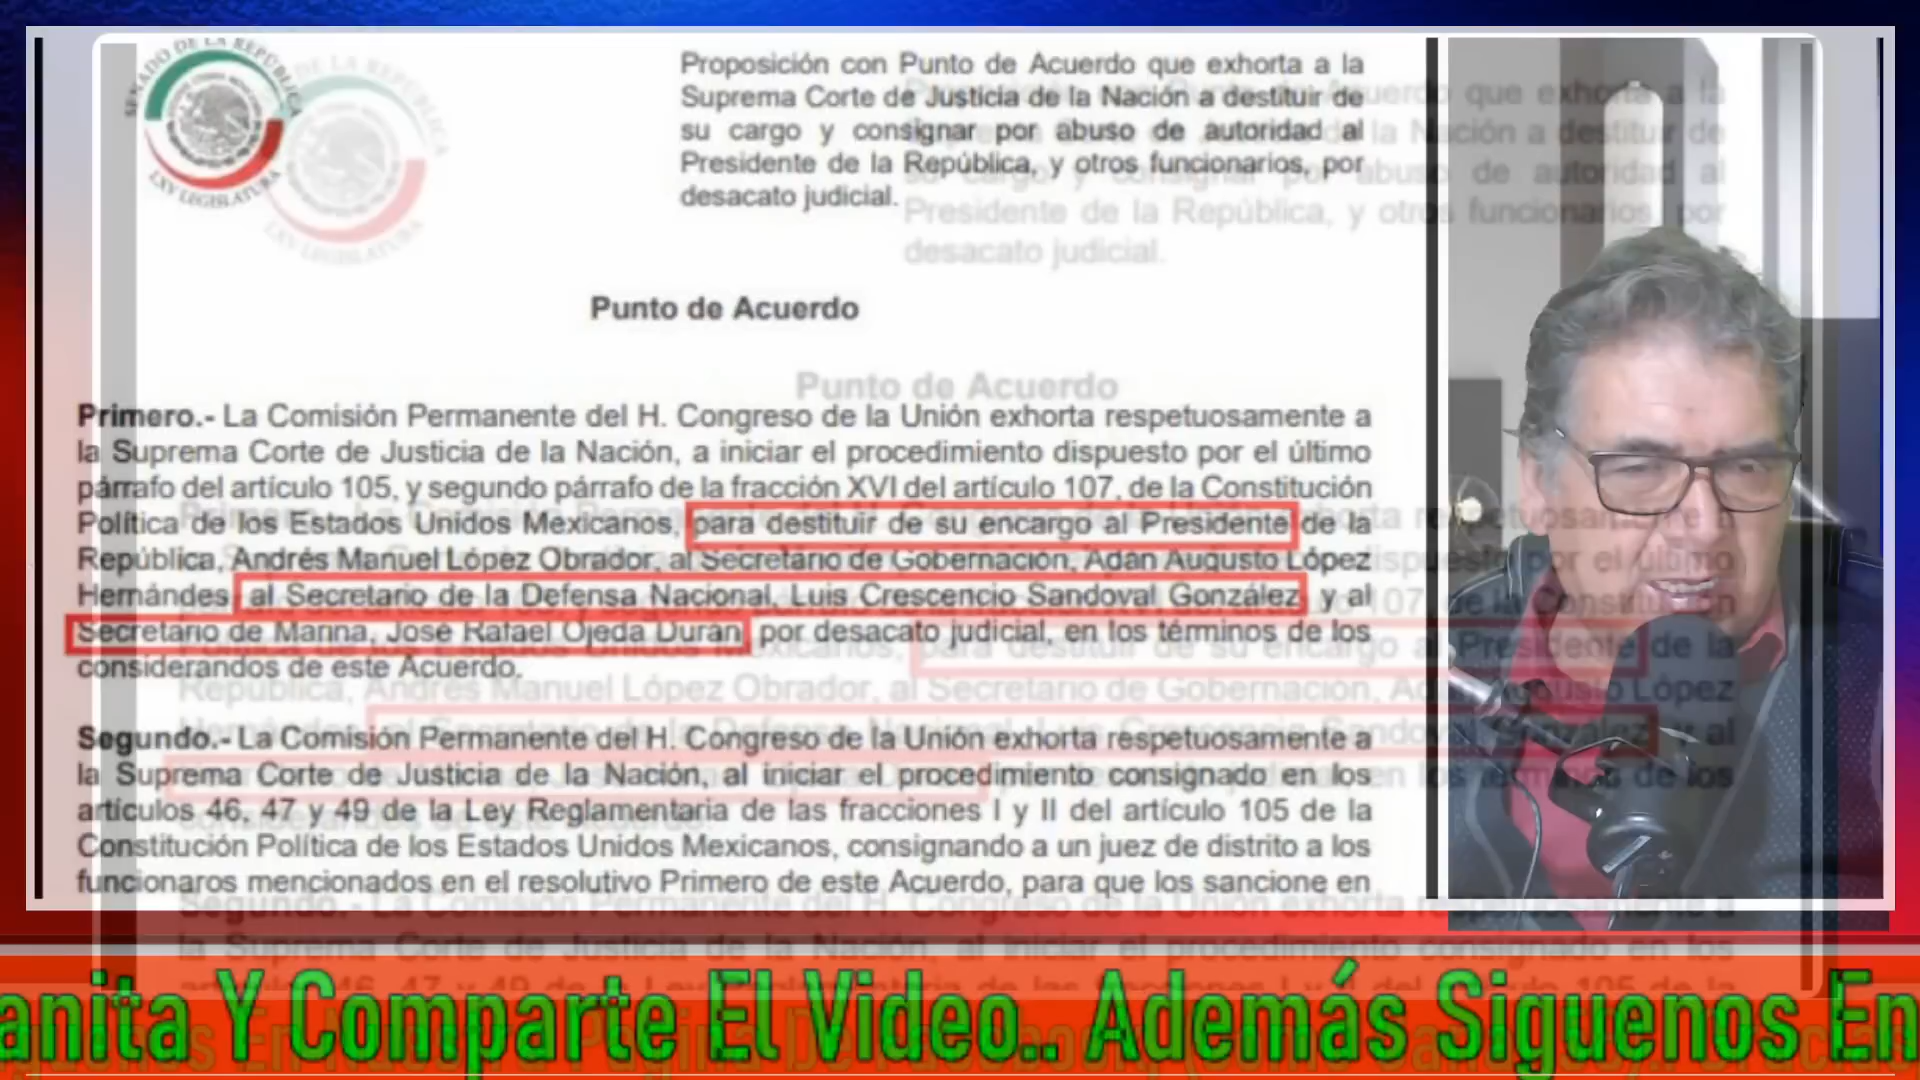 SENADO DE LA REPÚBLICA
LXV LEGISLATURA
Proposición con Punto de Acuerdo que exhorta a la
Suprema Corte de Justicia de la Nación a destituir de
su cargo y consignar por abuso de autoridad al
Presidente de la República, y otros funcionarios, por
desacato judicial.
Punto de Acuerdo
Primero.- La Comisión Permanente del H. Congreso de la Unión exhorta respetuosamente a
la Suprema Corte de Justicia de la Nación, a iniciar el procedimiento dispuesto por el último
párrafo del artículo 105, y segundo párrafo de la fracción XVI del artículo 107, de la Constitución
Política de los Estados Unidos Mexicanos, para destituir de su encargo al Presidente de la
República, Andrés Manuel López Obrador, al Secretario de Gobernación, Adán Augusto López
Hernándes, al Secretario de la Defensa Nacional, Luis Crescencio Sandoval González, y al
Secretario de Marina, José Rafael Ojeda Durán, por desacato judicial, en los términos de los
considerandos de este Acuerdo.
Segundo.- La Comisión Permanente del H. Congreso de la Unión exhorta respetuosamente a
la Suprema Corte de Justicia de la Nación, al iniciar el procedimiento consignado en los
artículos 46, 47 y 49 de la Ley Reglamentaria de las fracciones I y II del artículo 105 de la
Constitución Política de los Estados Unidos Mexicanos, consignando a un juez de distrito a los
funcionaros mencionados en el resolutivo Primero de este Acuerdo, para que los sancione en
anita Y Comparte El Video.. Además Siguenos En